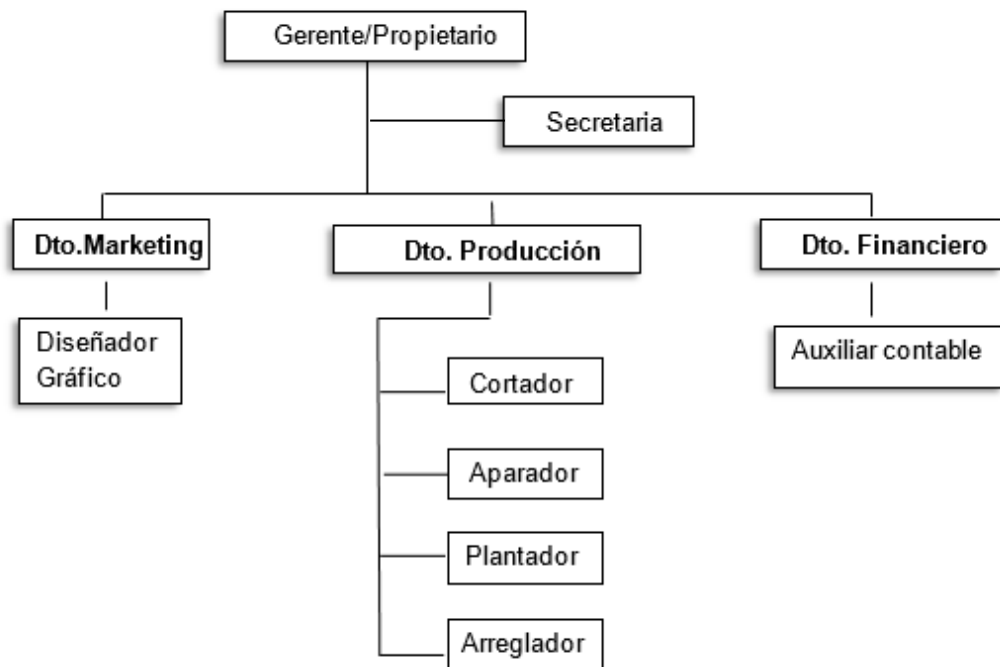 Gerente/Propietario
Secretaria
Dto.Marketing
Dto. Producción
Dto. Financiero
Diseñador
Gráfico
Auxiliar contable
Cortador
Aparador
Plantador
Arreglador